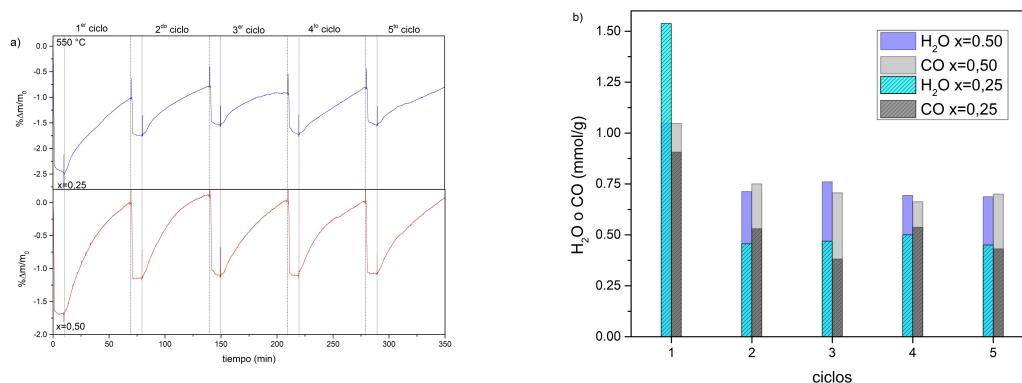 a)
1er ciclo 2do ciclo 3er ciclo 4to ciclo 5to ciclo
550 °C
0.0
-0.5
-1.0
-1.5
-2.0
-2.5
%Δm/m0
x=0,25
0.0
-0.5
-1.0
-1.5
-2.0
%Δm/m0
x=0,50
0 50 100 150 200 250 300 350
tiempo (min)
b)
H2O x=0.50
CO x=0,50
H2O x=0,25
CO x=0,25
1.50
1.25
1.00
0.75
0.50
0.25
0.00
H2O o CO (mmol/g)
1 2 3 4 5
ciclos